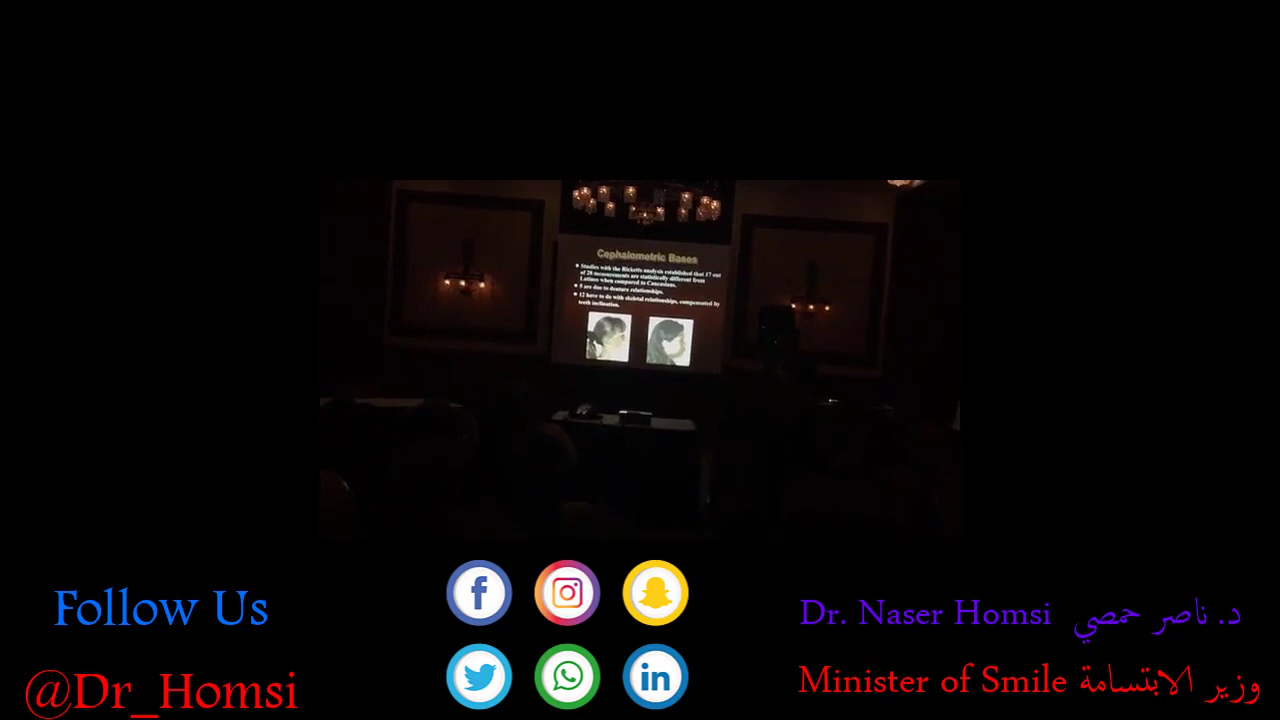 Cephalometric Bases
Studies with the Ricketts analysis established that 17 out
of 28 measurements are statistically different from
Latinos when compared to Caucasians.
5 are due to denture relationships.
12 have to do with skeletal relationships, compensated by
teeth inclination.
Follow Us
@Dr_Homsi
f
in
Dr. Naser Homsi د. ناصر حمصي
Minister of Smile وزير الابتسامة